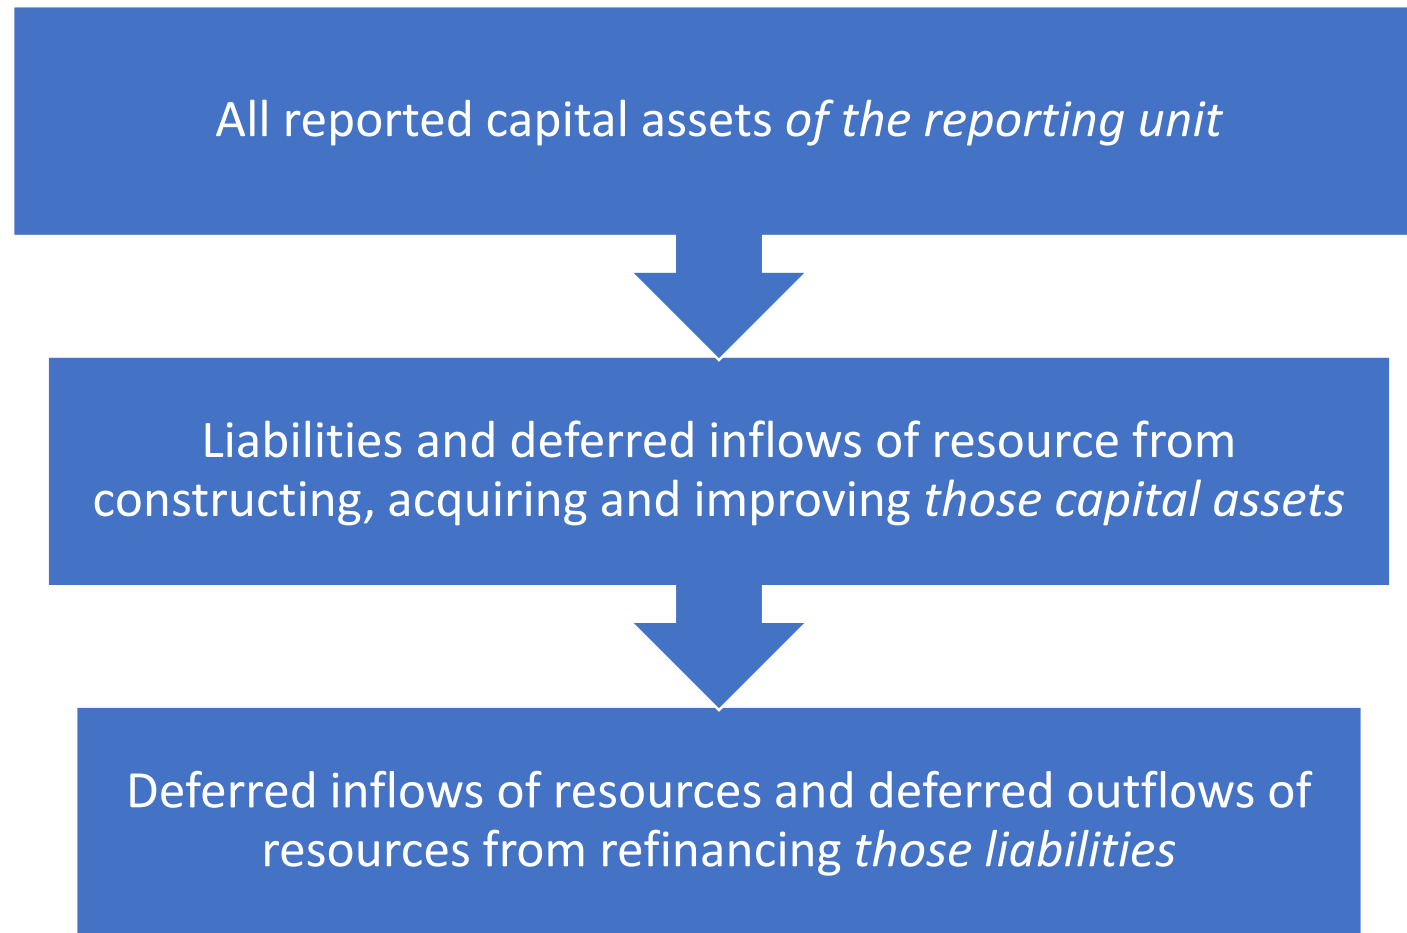 All reported capital assets of the reporting unit
Liabilities and deferred inflows of resource from
constructing, acquiring and improving those capital assets
Deferred inflows of resources and deferred outflows of
resources from refinancing those liabilities